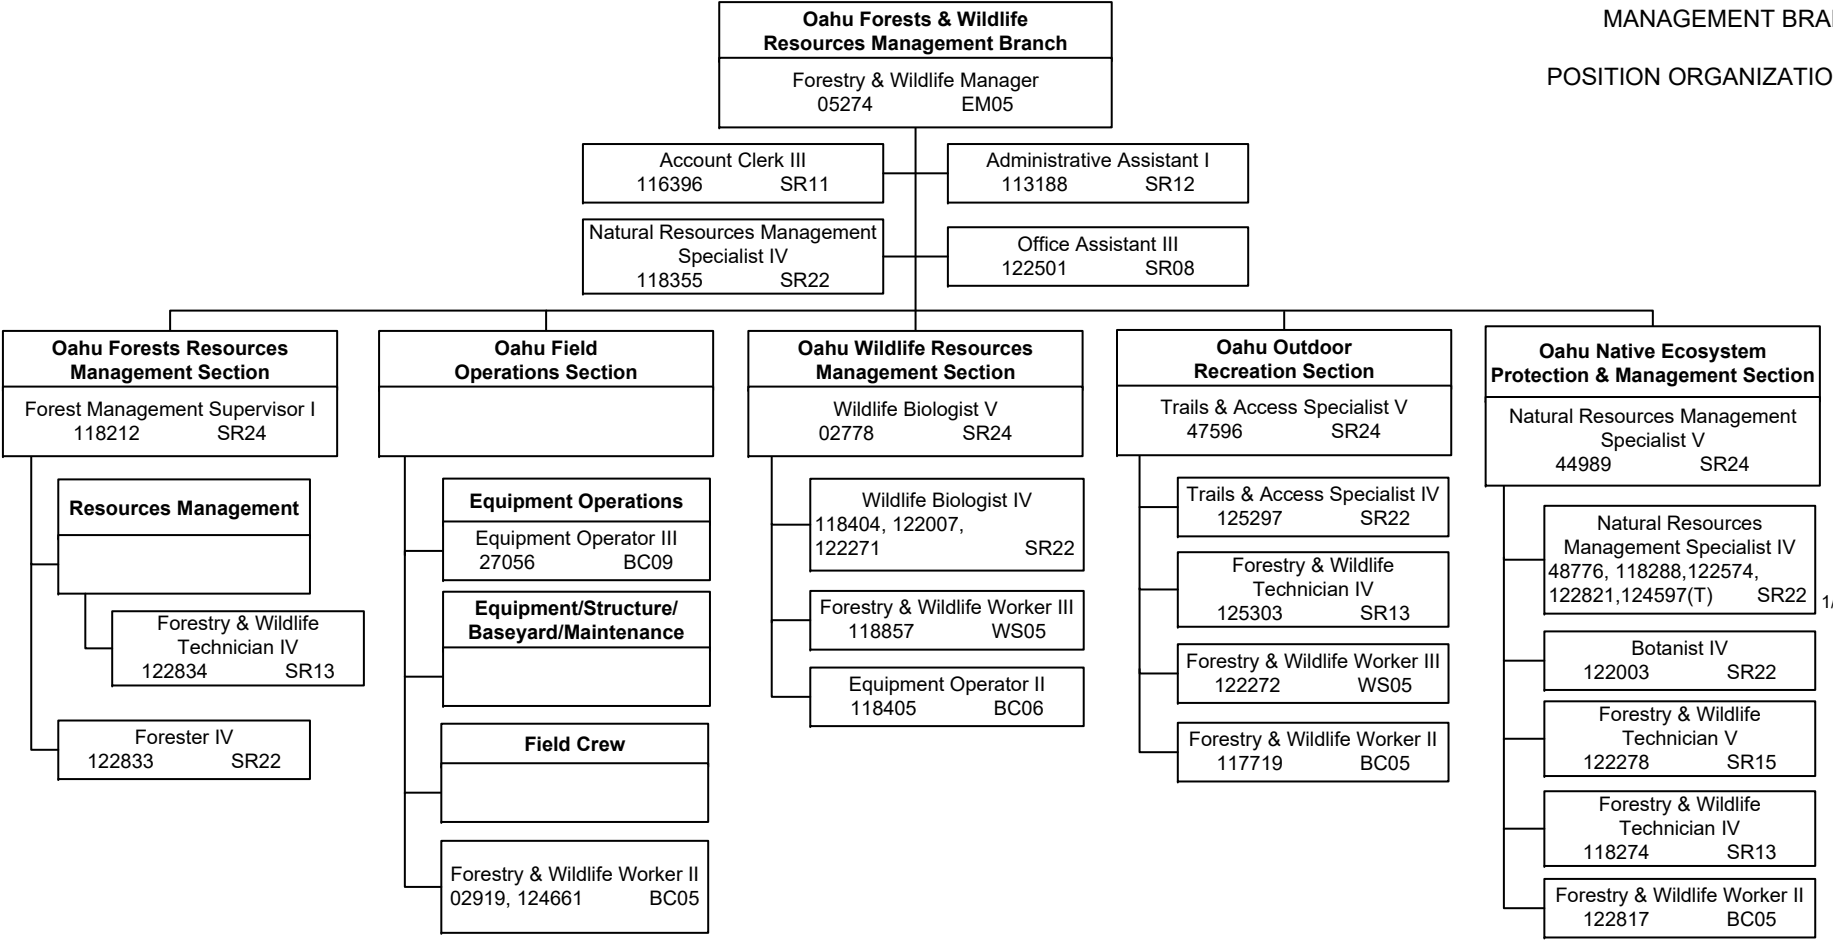 Oahu Forests & Wildlife
Resources Management Branch
Forestry & Wildlife Manager
05274 EM05
MANAGEMENT
POSITION
Account Clerk III
116396 SR11
Administrative Assistant I
113188 SR12
Natural Resources Management
Specialist IV
118355 SR22
Office Assistant III
122501 SR08
Oahu Forests Resources
Management Section
Forest Management Supervisor I
118212 SR24
Resources Management
Forestry & Wildlife
Technician IV
122834 SR13
Forester IV
122833 SR22
Oahu Field
Operations Section
Equipment Operations
Equipment Operator III
27056 BC09
Equipment/Structure/
Baseyard/Maintenance
Field Crew
Forestry & Wildlife Worker II
02919, 124661 BC05
Oahu Wildlife Resources
Management Section
Wildlife Biologist V
02778 SR24
Wildlife Biologist IV
118404, 122007,
122271 SR22
Forestry & Wildlife Worker III
118857 WS05
Equipment Operator II
118405 BC06
Oahu Outdoor
Recreation Section
Trails & Access Specialist V
47596 SR24
Trails & Access Specialist IV
125297 SR22
Forestry & Wildlife
Technician IV
125303 SR13
Forestry & Wildlife Worker III
122272 WS05
Forestry & Wildlife Worker II
117719 BC05
Oahu Native Ecosystem
Protection & Management Section
Natural Resources Management
Specialist V
44989 SR24
Natural Resources
Management Specialist IV
48776, 118288,122574,
122821,124597(T) SR22 1/
Botanist IV
122003 SR22
Forestry & Wildlife
Technician V
122278 SR15
Forestry & Wildlife
Technician IV
118274 SR13
Forestry & Wildlife Worker II
122817 BC05